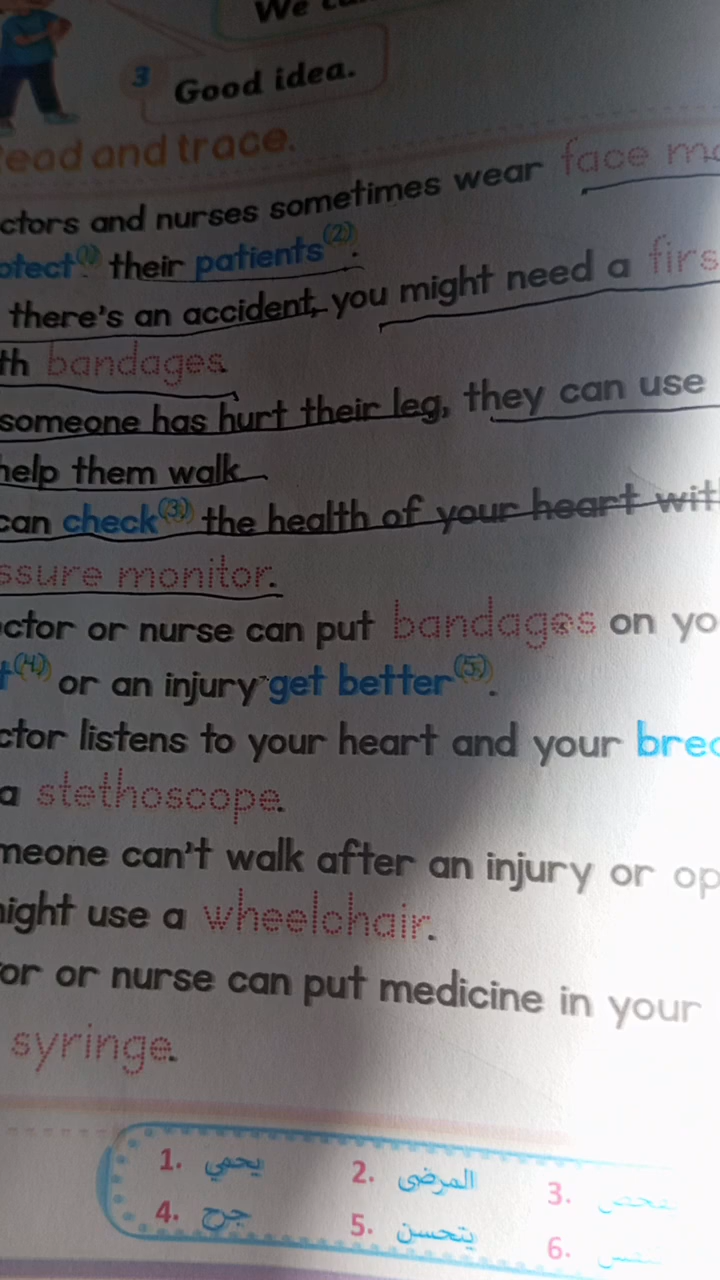 We
3 Good idea.
ead and trace.
ctors and nurses sometimes wear face
otect(1) their patients(2).
there's an accident, you might need a firs
th bandages.
someone has hurt their leg, they can use
help them walk.
can check(3) the health of your heart wit
ssure monitor.
ctor or nurse can put bandages on yo
t(4) or an injury get better(5).
ctor listens to your heart and your brea
a stethoscope.
meone can't walk after an injury or op
ight use a wheelchair.
or or nurse can put medicine in your
syringe.
1. يحمي 2. المرضى 3.
4. جرح 5. يتحسن 6.